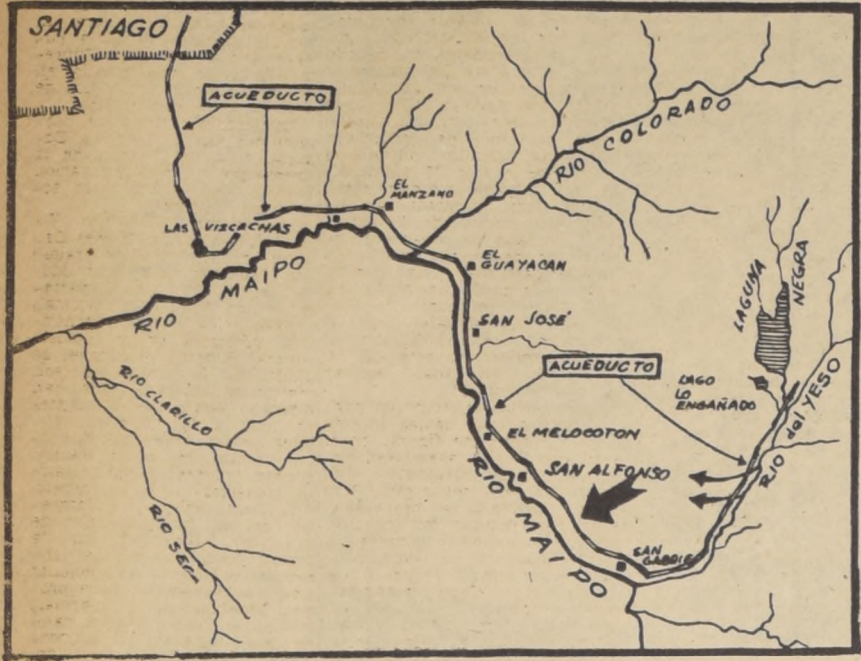 SANTIAGO
ACUEDUCTO
RIO COLORADO
EL
MANZANO
LAS VIZCACHAS
RIO MAIPO
EL
GUAYACAN
LAGUNA
NEGRA
SAN JOSÉ
ACUEDUCTO
LAGO
LO
ENGAÑADO
RIO del YESO
RIO CLARILLO
EL MELOCOTON
SAN ALFONSO
RIO MAIPO
SAN
GABRIEL
RIO